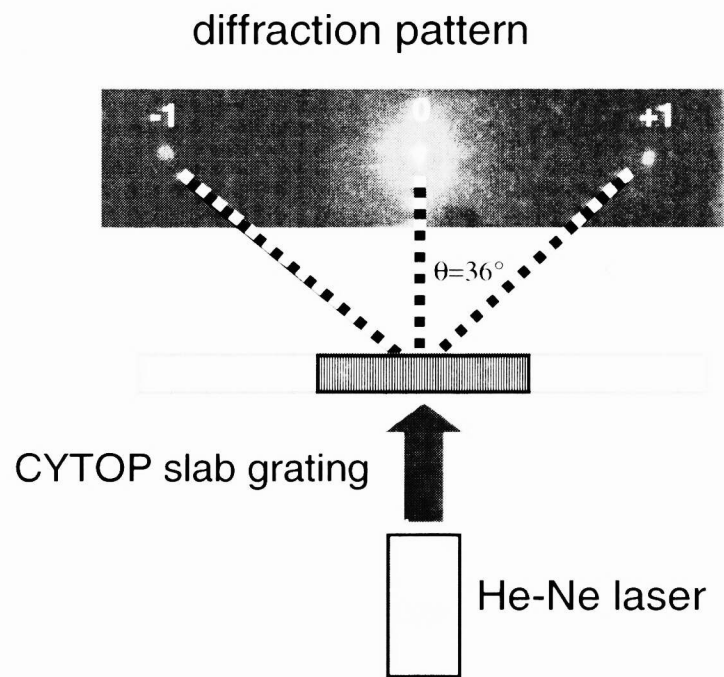 diffraction pattern
-1 0 +1
θ=36°
CYTOP slab grating
He-Ne laser